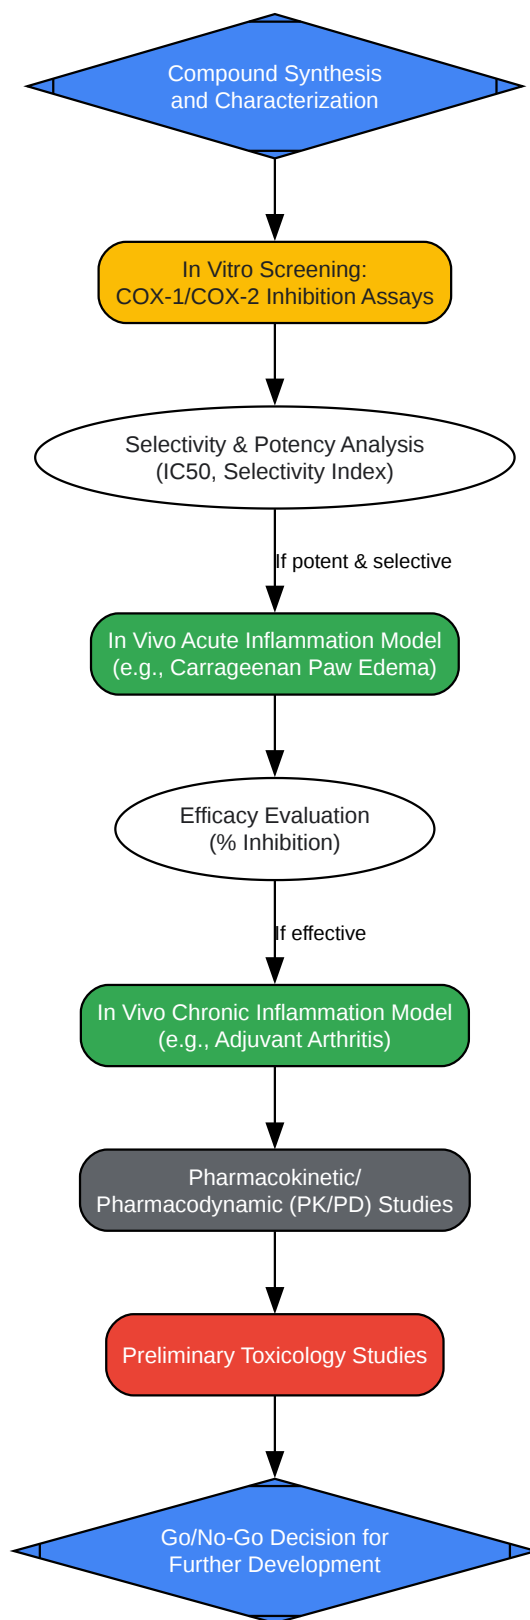 Compound Synthesis
and Characterization
In Vitro Screening:
COX-1/COX-2 Inhibition Assays
Selectivity & Potency Analysis
(IC50, Selectivity Index)
If potent & selective
In Vivo Acute Inflammation Model
(e.g., Carrageenan Paw Edema)
Efficacy Evaluation
(% Inhibition)
If effective
In Vivo Chronic Inflammation Model
(e.g., Adjuvant Arthritis)
Pharmacokinetic/
Pharmacodynamic (PK/PD) Studies
Preliminary Toxicology Studies
Go/No-Go Decision for
Further Development